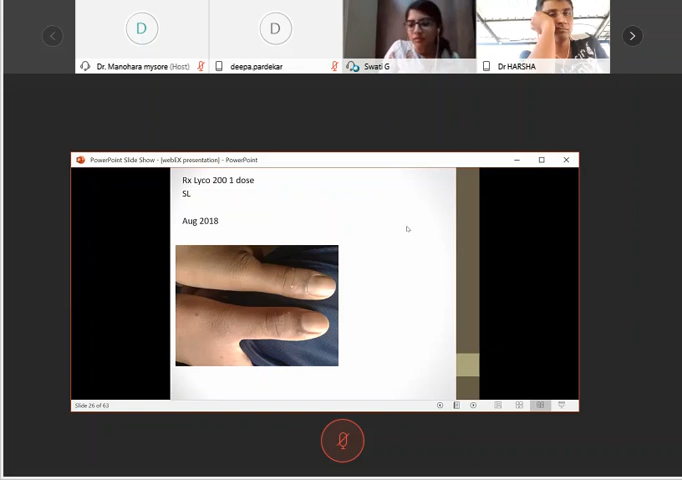 D
D
Dr. Manohara mysore (Host)
deepa.pardekar
Swati G
Dr HARSHA
PowerPoint Slide Show - [webEX presentation] - PowerPoint
Rx Lyco 200 1 dose
SL
Aug 2018
Slide 26 of 63